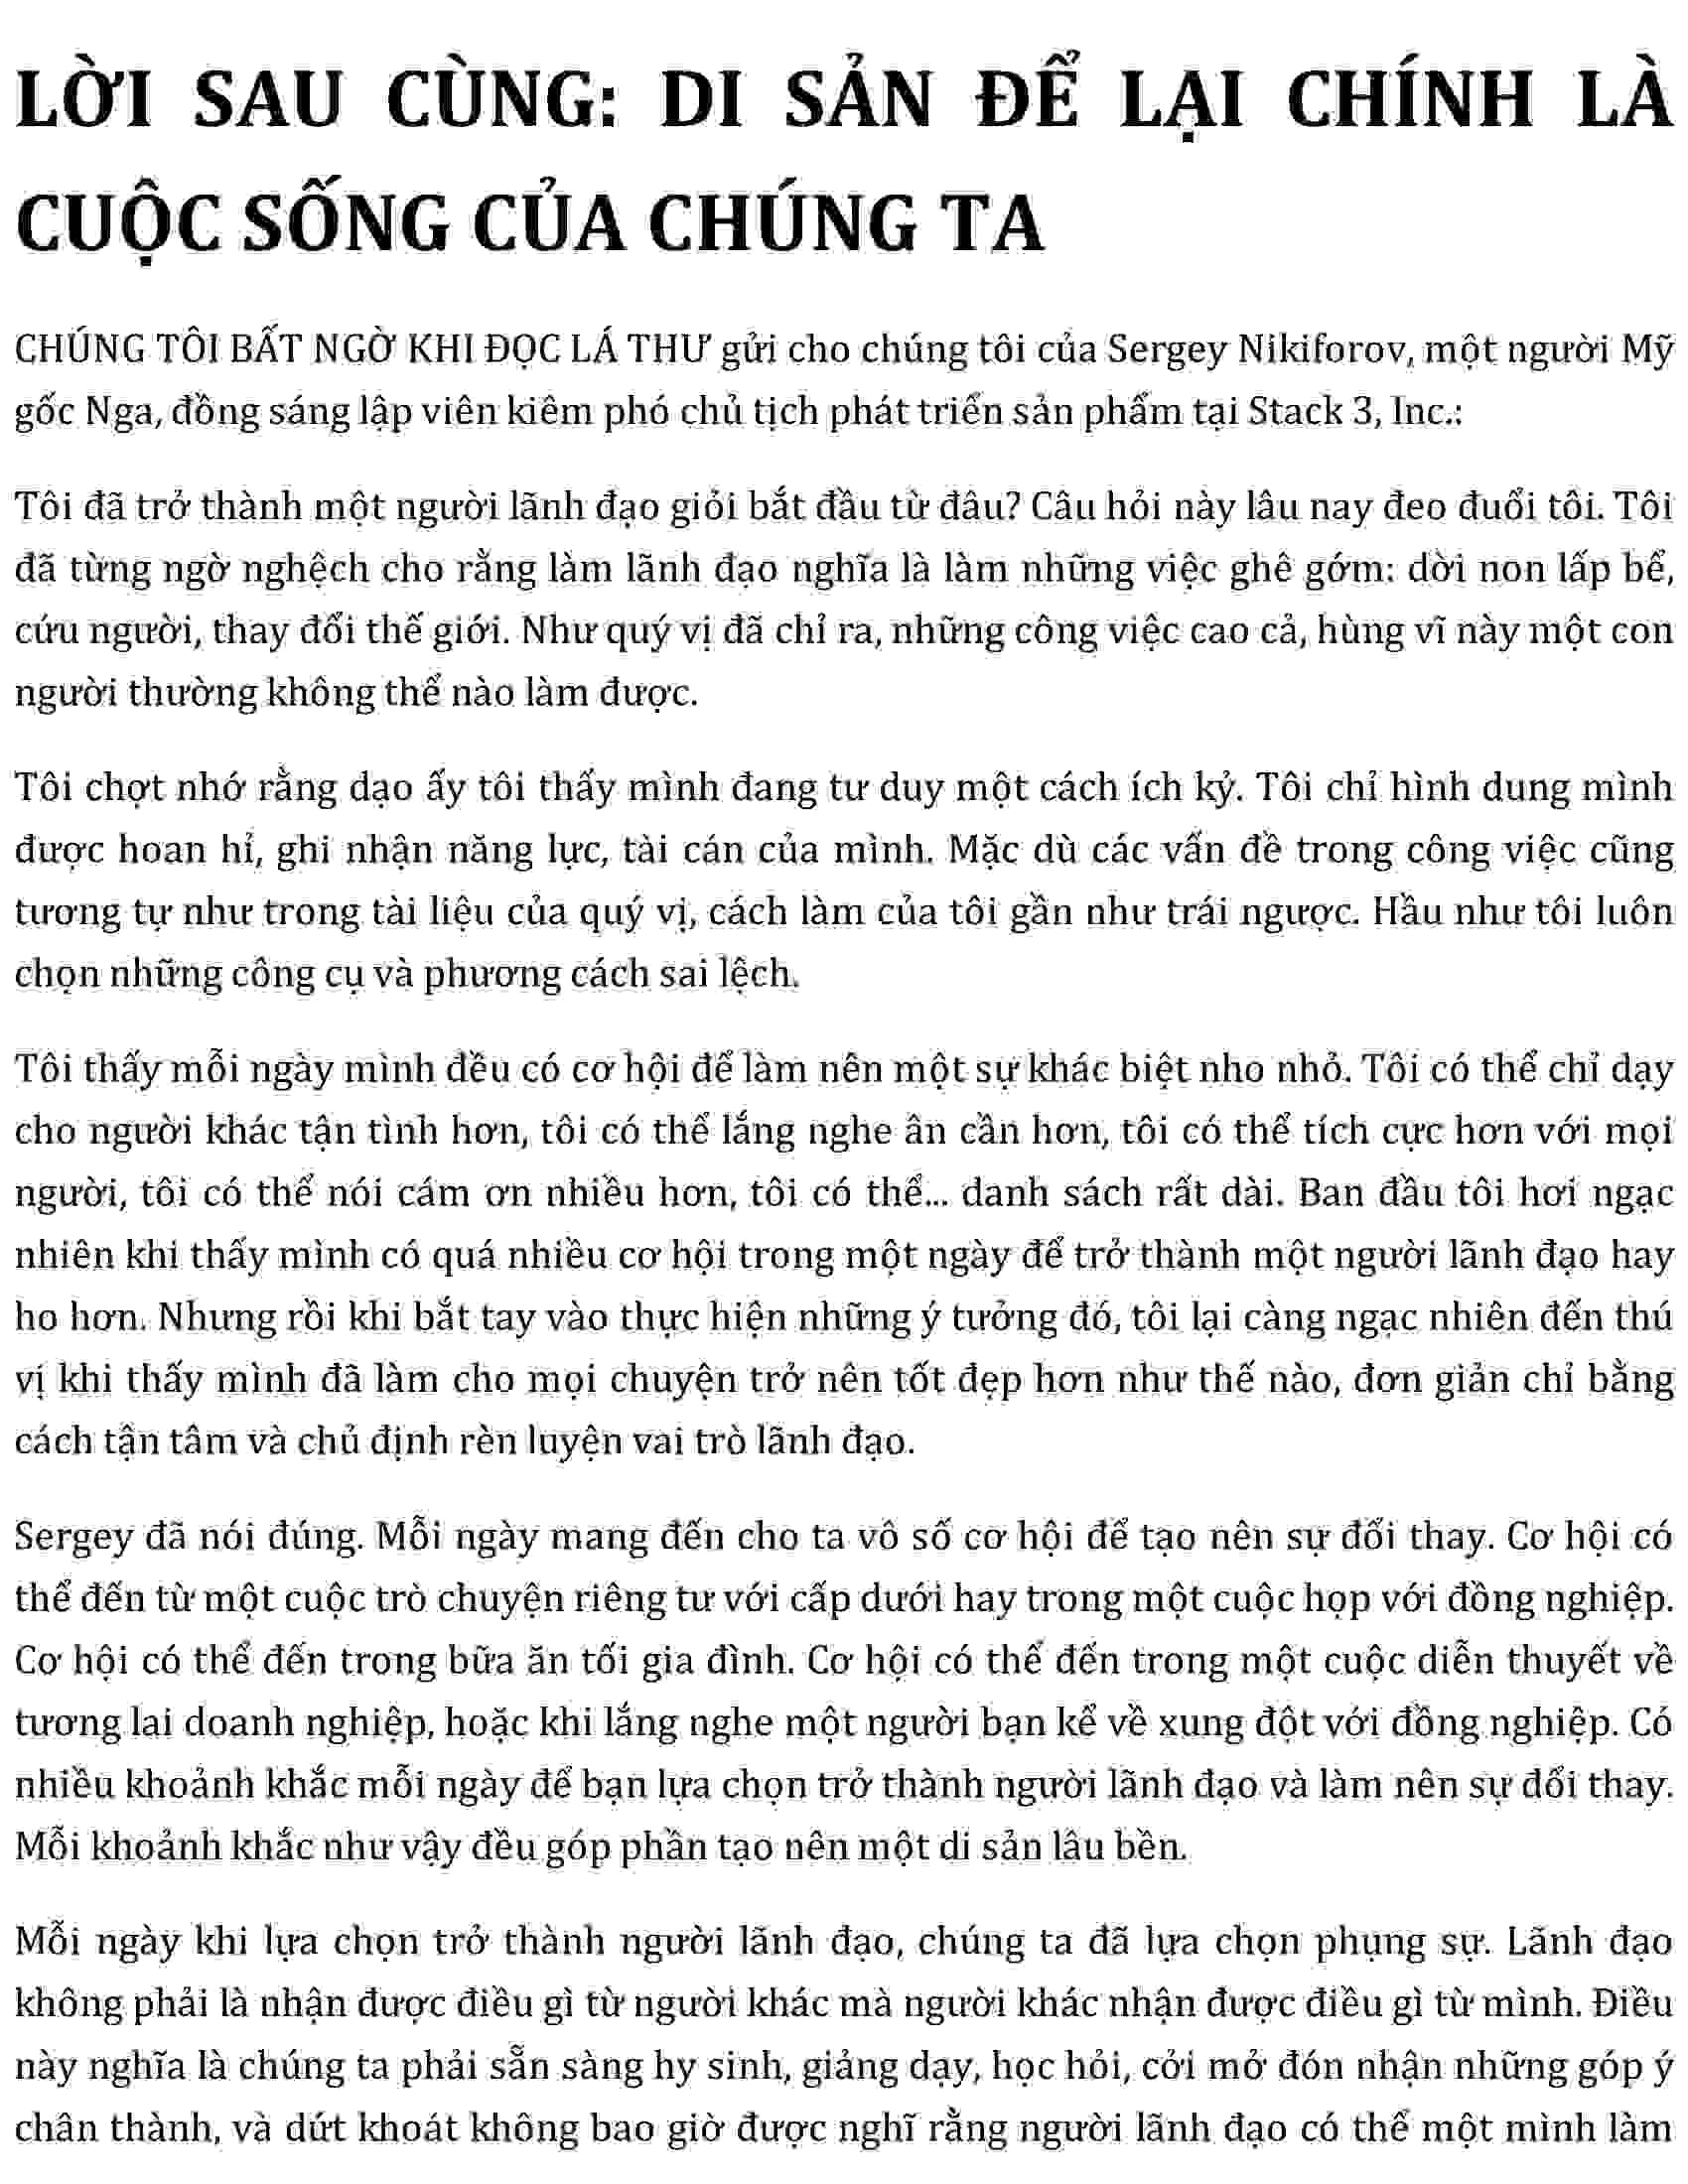 LỜI SAU CÙNG: DI SẢN ĐỂ LẠI CHÍNH LÀ
CUỘC SỐNG CỦA CHÚNG TA
CHÚNG TÔI BẤT NGỜ KHI ĐỌC LÁ THƯ gửi cho chúng tôi của Sergey Nikiforov, một người Mỹ
gốc Nga, đồng sáng lập viên kiêm phó chủ tịch phát triển sản phẩm tại Stack 3, Inc.:
Tôi đã trở thành một người lãnh đạo giỏi bắt đầu từ đâu? Câu hỏi này lâu nay đeo đuổi tôi. Tôi
đã từng ngờ nghệch cho rằng làm lãnh đạo nghĩa là làm những việc ghê gớm: dời non lấp bể,
cứu người, thay đổi thế giới. Như quý vị đã chỉ ra, những công việc cao cả, hùng vĩ này một con
người thường không thể nào làm được.
Tôi chợt nhớ rằng dạo ấy tôi thấy mình đang tư duy một cách ích kỷ. Tôi chỉ hình dung mình
được hoan hỉ, ghi nhận năng lực, tài cán của mình. Mặc dù các vấn đề trong công việc cũng
tương tự như trong tài liệu của quý vị, cách làm của tôi gần như trái ngược. Hầu như tôi luôn
chọn những công cụ và phương cách sai lệch.
Tôi thấy mỗi ngày mình đều có cơ hội để làm nên một sự khác biệt nho nhỏ. Tôi có thể chỉ dạy
cho người khác tận tình hơn, tôi có thể lắng nghe ân cần hơn, tôi có thể tích cực hơn với mọi
người, tôi có thể nói cám ơn nhiều hơn, tôi có thể... danh sách rất dài. Ban đầu tôi hơi ngạc
nhiên khi thấy mình có quá nhiều cơ hội trong một ngày để trở thành một người lãnh đạo hay
ho hơn. Nhưng rồi khi bắt tay vào thực hiện những ý tưởng đó, tôi lại càng ngạc nhiên đến thú
vị khi thấy mình đã làm cho mọi chuyện trở nên tốt đẹp hơn như thế nào, đơn giản chỉ bằng
cách tận tâm và chủ định rèn luyện vai trò lãnh đạo.
Sergey đã nói đúng. Mỗi ngày mang đến cho ta vô số cơ hội để tạo nên sự đổi thay. Cơ hội có
thể đến từ một cuộc trò chuyện riêng tư với cấp dưới hay trong một cuộc họp với đồng nghiệp.
Cơ hội có thể đến trong bữa ăn tối gia đình. Cơ hội có thể đến trong một cuộc diễn thuyết về
tương lai doanh nghiệp, hoặc khi lắng nghe một người bạn kể về xung đột với đồng nghiệp. Có
nhiều khoảnh khắc mỗi ngày để bạn lựa chọn trở thành người lãnh đạo và làm nên sự đổi thay.
Mỗi khoảnh khắc như vậy đều góp phần tạo nên một di sản lâu bền.
Mỗi ngày khi lựa chọn trở thành người lãnh đạo, chúng ta đã lựa chọn phụng sự. Lãnh đạo
không phải là nhận được điều gì từ người khác mà người khác nhận được điều gì từ mình. Điều
này nghĩa là chúng ta phải sẵn sàng hy sinh, giảng dạy, học hỏi, cởi mở đón nhận những góp ý
chân thành, và dứt khoát không bao giờ được nghĩ rằng người lãnh đạo có thể một mình làm